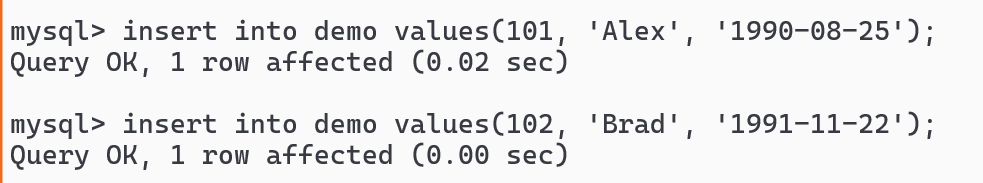 mysql> insert into demo values(101, 'Alex', '1990-08-25');
Query OK, 1 row affected (0.02 sec)
mysql> insert into demo values(102, 'Brad', '1991-11-22');
Query OK, 1 row affected (0.00 sec)